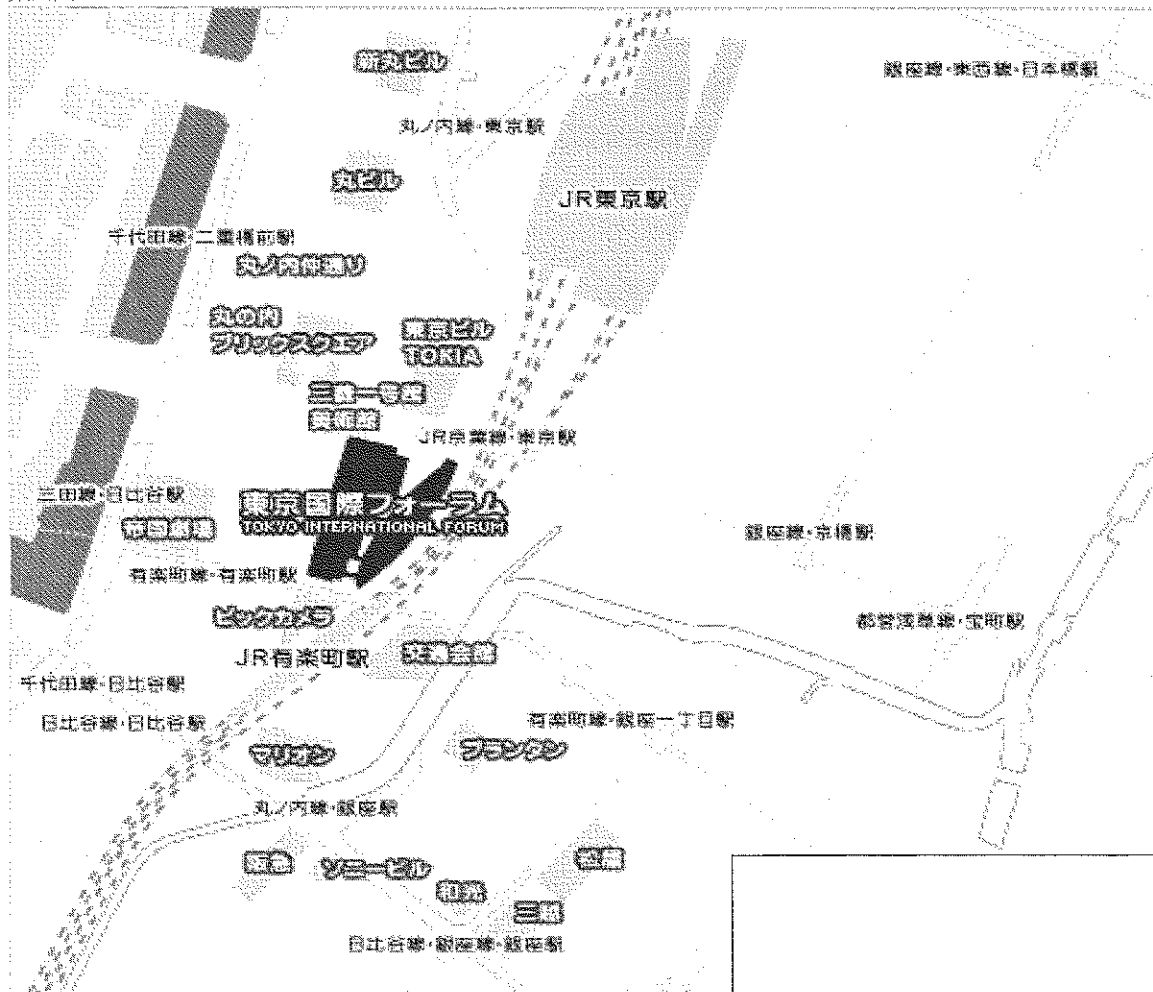 新丸ビル
銀座線・東西線・日本橋駅
丸ノ内線・東京駅
丸ビル
JR東京駅
千代田線・二重橋前駅
丸ノ内仲通り
丸の内
ブリックスクエア
東京ビル
TOKIA
三菱一号館
美術館
JR京葉線・東京駅
三田線・日比谷駅
東京国際フォーラム
TOKYO INTERNATIONAL FORUM
帝国劇場
銀座線・京橋駅
有楽町線・有楽町駅
ビックカメラ
都営浅草線・宝町駅
JR有楽町駅
交通会館
千代田線・日比谷駅
日比谷線・日比谷駅
有楽町線・銀座一丁目駅
マリオン
プランタン
丸ノ内線・銀座駅
阪急
ソニービル
松屋
和光
三越
日比谷線・銀座線・銀座駅